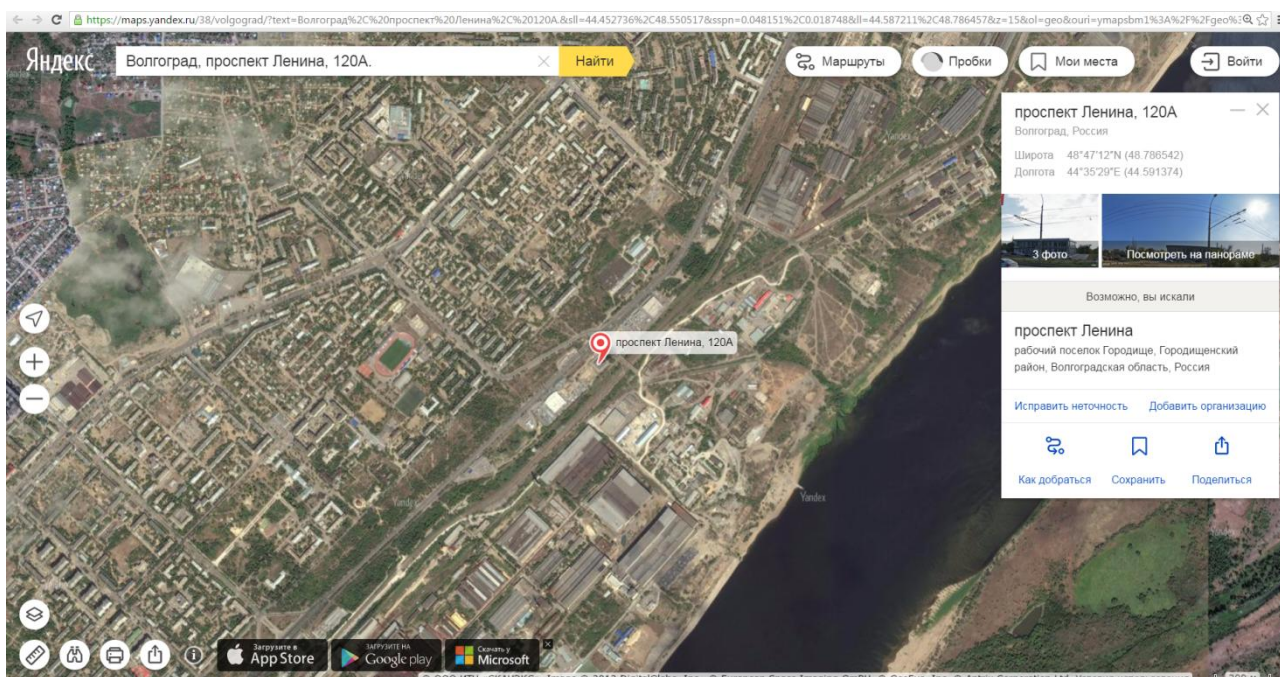 https://maps.yandex.ru/38/volgograd/?text=Волгоград%2C%20проспект%20Ленина%2C%20120А.&sll=44.452736%2C48.550517&sspn=0.048151%2C0.018748&ll=44.587211%2C48.786457&z=15&ol=geo&ouri=ymapsbm1%3A%2F%2Fgeo%3
Яндекс
Волгоград, проспект Ленина, 120А.
Найти
Маршруты
Пробки
Мои места
Войти
проспект Ленина, 120А
Волгоград, Россия
Широта 48°47'12"N (48.786542)
Долгота 44°35'29"E (44.591374)
3 фото
Посмотреть на панораме
Возможно, вы искали
проспект Ленина
рабочий поселок Городище, Городищенский
район, Волгоградская область, Россия
Исправить неточность
Добавить организацию
Как добраться
Сохранить
Поделиться
проспект Ленина, 120А
Yandex
Yandex
Yandex
Загрузите в
App Store
ЗАГРУЗИТЕ НА
Google play
Скачать у
Microsoft